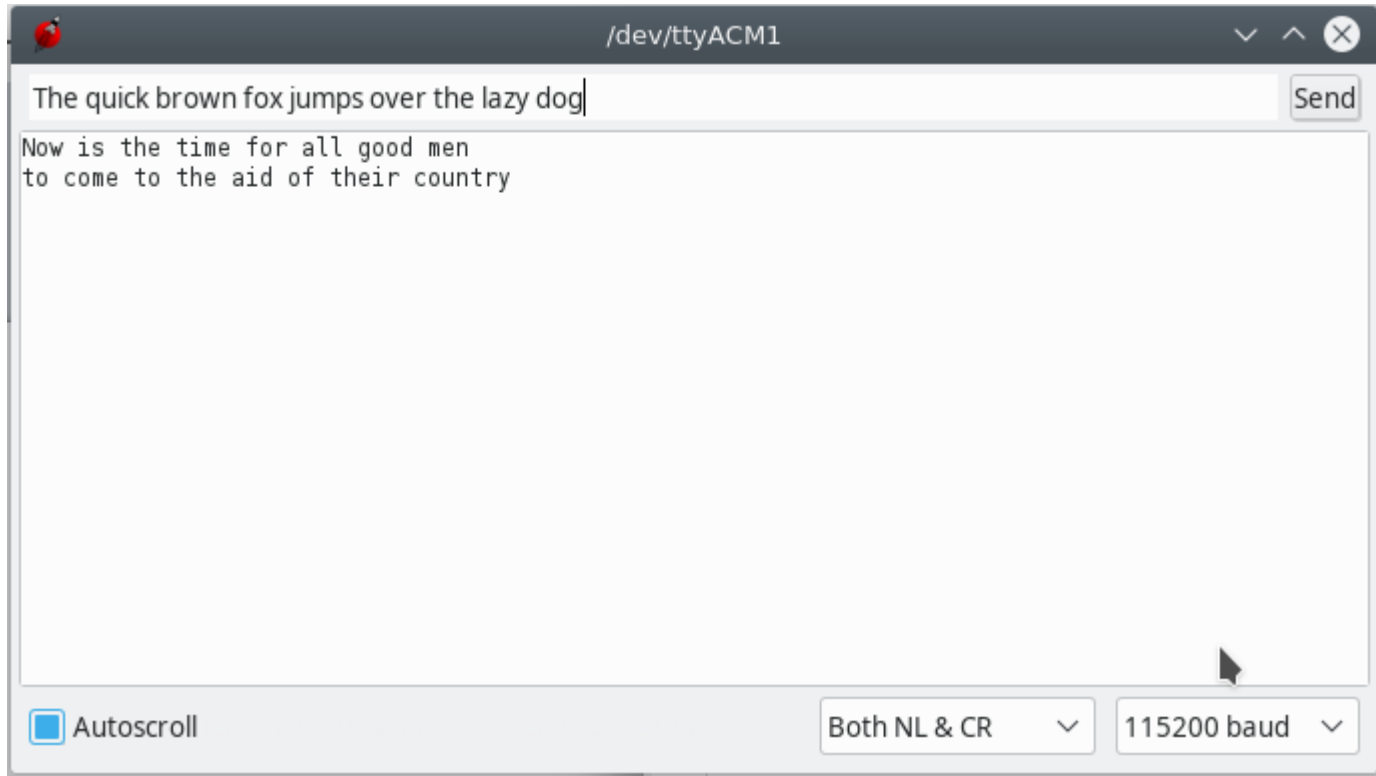 /dev/ttyACM1
The quick brown fox jumps over the lazy dog
Send
Now is the time for all good men
to come to the aid of their country
Autoscroll
Both NL & CR
115200 baud